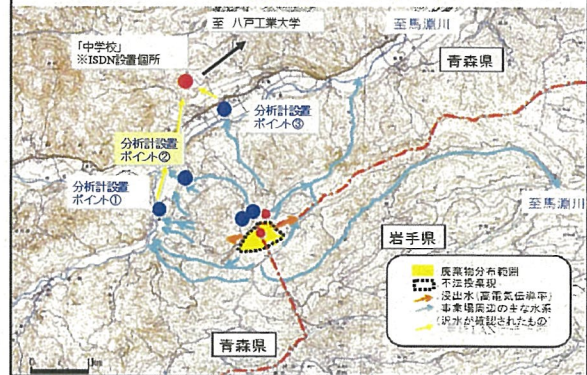 至 八戸工業大学
至馬淵川
「中学校」
※ISDN設置個所
青森県
分析計設置
ポイント③
分析計設置
ポイント②
分析計設置
ポイント①
至馬淵川
岩手県
廃棄物分布範囲
不法投棄現
浸出水(高電気伝導率)
事業場周辺の主な水系
(沢水が確認されたもの)
青森県